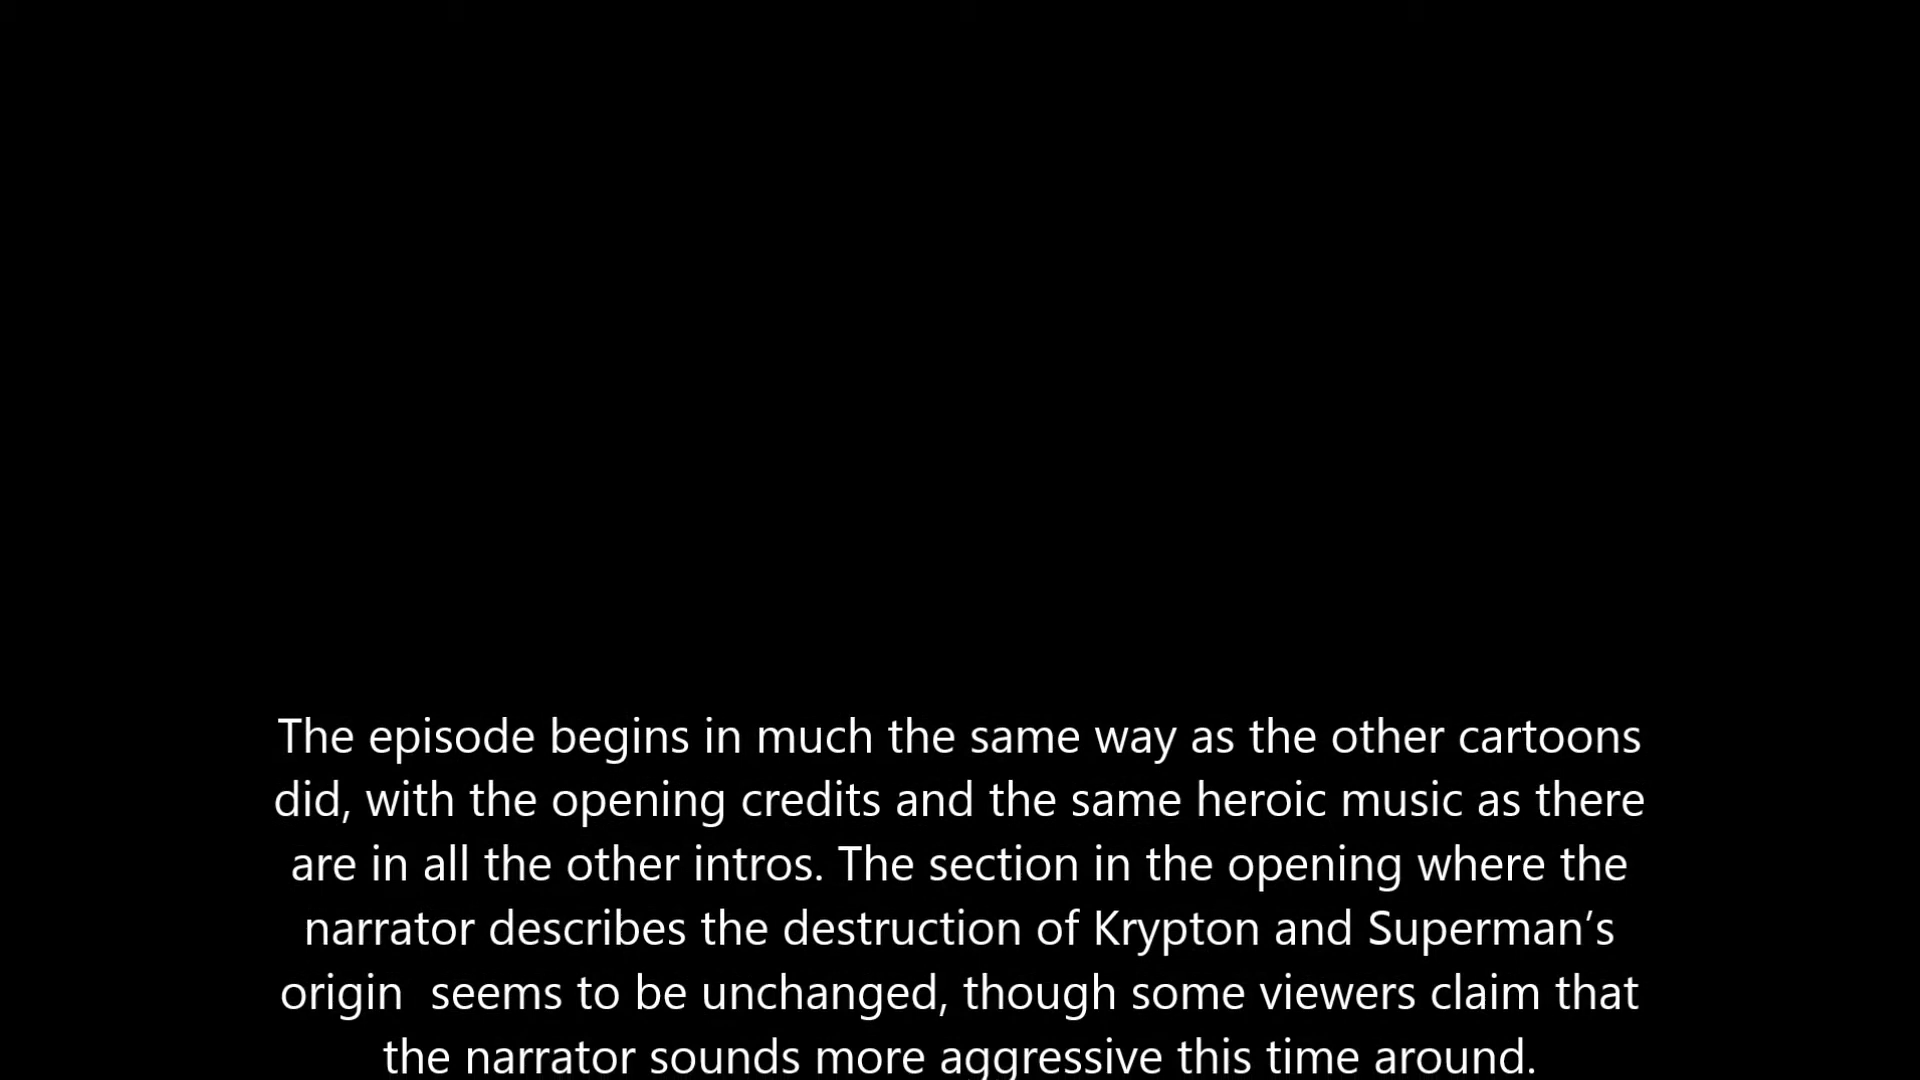 The episode begins in much the same way as the other cartoons
did, with the opening credits and the same heroic music as there
are in all the other intros. The section in the opening where the
narrator describes the destruction of Krypton and Superman’s
origin  seems to be unchanged, though some viewers claim that
the narrator sounds more aggressive this time around.